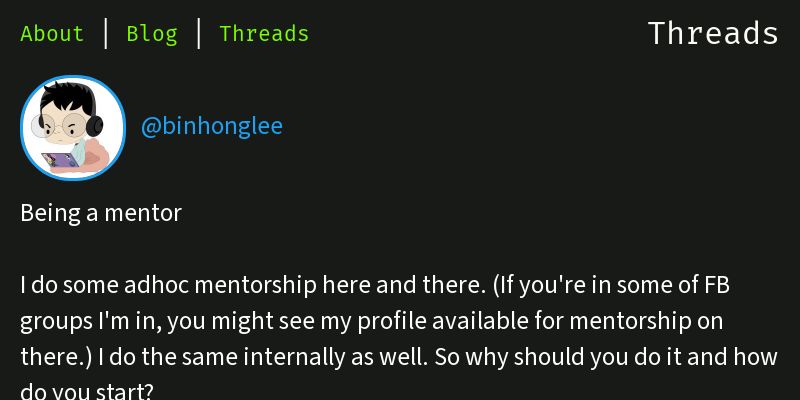 About | Blog | Threads
Threads
@binhonglee
Being a mentor
I do some adhoc mentorship here and there. (If you're in some of FB
groups I'm in, you might see my profile available for mentorship on
there.) I do the same internally as well. So why should you do it and how
do you start?